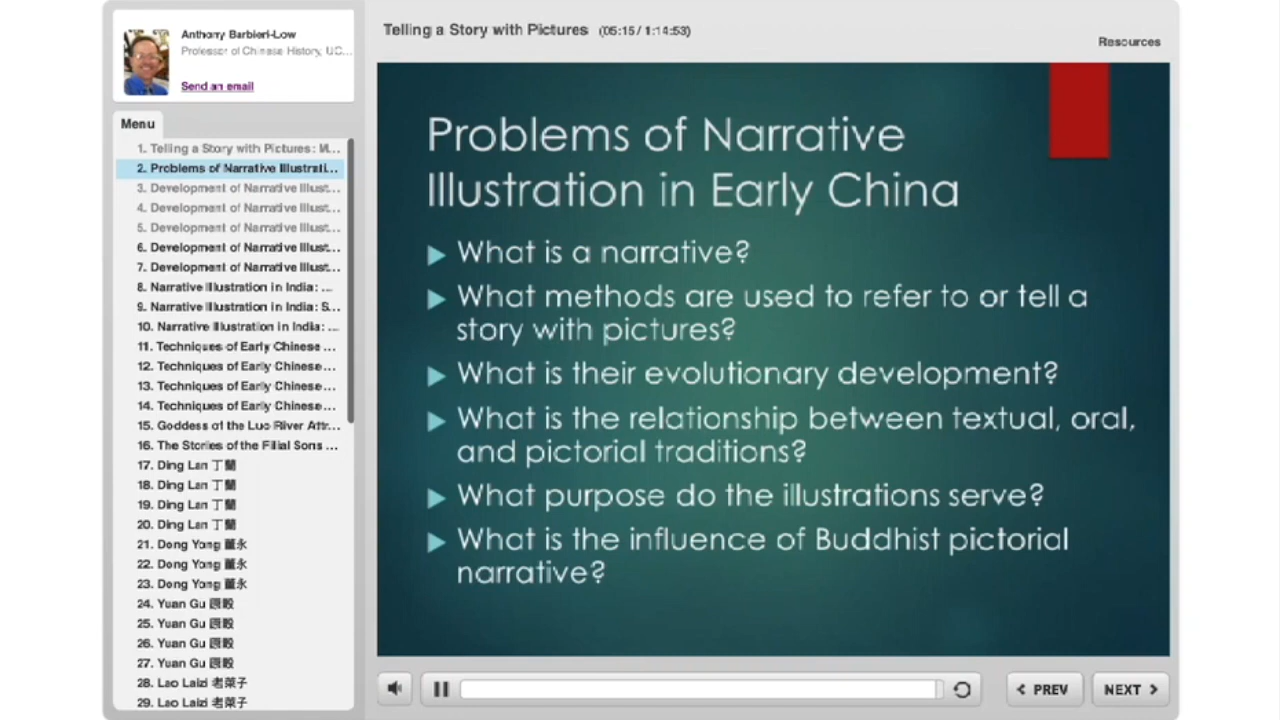 Anthony Barbieri-Low
Professor of Chinese History, UC...
Send an email
Menu
1. Telling a Story with Pictures: M...
2. Problems of Narrative Illustrati...
3. Development of Narrative Illust...
4. Development of Narrative Illust...
5. Development of Narrative Illust...
6. Development of Narrative Illust...
7. Development of Narrative Illust...
8. Narrative Illustration in India: ...
9. Narrative Illustration in India: S...
10. Narrative Illustration in India: ...
11. Techniques of Early Chinese ...
12. Techniques of Early Chinese...
13. Techniques of Early Chinese...
14. Techniques of Early Chinese...
15. Goddess of the Luo River Attr...
16. The Stories of the Filial Sons ...
17. Ding Lan 丁蘭
18. Ding Lan 丁蘭
19. Ding Lan 丁蘭
20. Ding Lan 丁蘭
21. Dong Yong 董永
22. Dong Yong 董永
23. Dong Yong 董永
24. Yuan Gu 原穀
25. Yuan Gu 原穀
26. Yuan Gu 原穀
27. Yuan Gu 原穀
28. Lao Laizi 老萊子
29. Lao Laizi 老萊子
Telling a Story with Pictures (05:15 / 1:14:53)
Resources
Problems of Narrative
Illustration in Early China
What is a narrative?
What methods are used to refer to or tell a
story with pictures?
What is their evolutionary development?
What is the relationship between textual, oral,
and pictorial traditions?
What purpose do the illustrations serve?
What is the influence of Buddhist pictorial
narrative?
PREV
NEXT